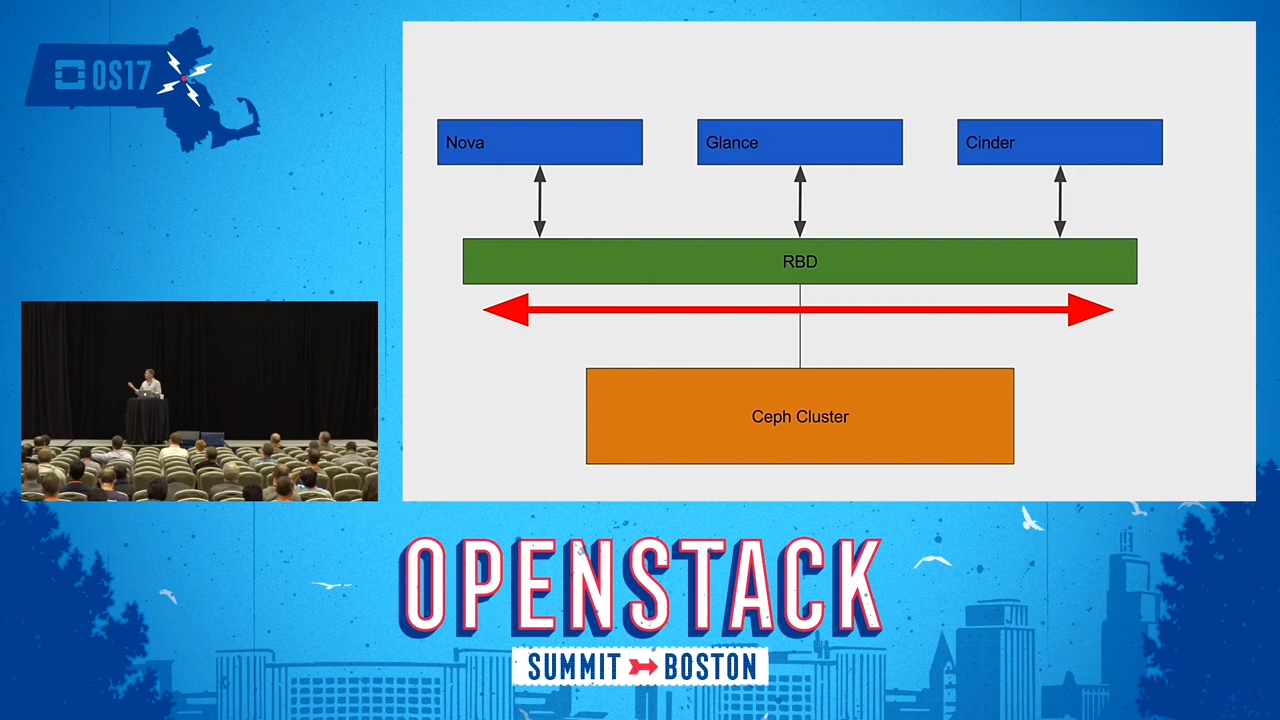 OS17
Nova
Glance
Cinder
RBD
Ceph Cluster
OPENSTACK
SUMMIT BOSTON